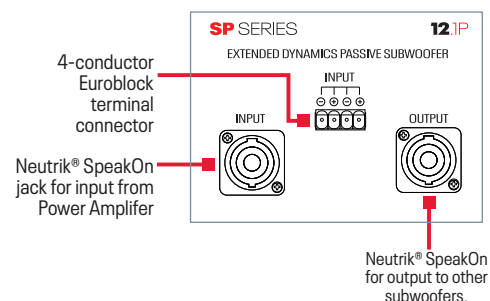 SP SERIES
12.1P
EXTENDED DYNAMICS PASSIVE SUBWOOFER
INPUT
⊖ ⊕ ⊖ ⊕
INPUT
OUTPUT
4-conductor
Euroblock
terminal
connector
Neutrik® SpeakOn
jack for input from
Power Amplifer
Neutrik® SpeakOn
for output to other
subwoofers.